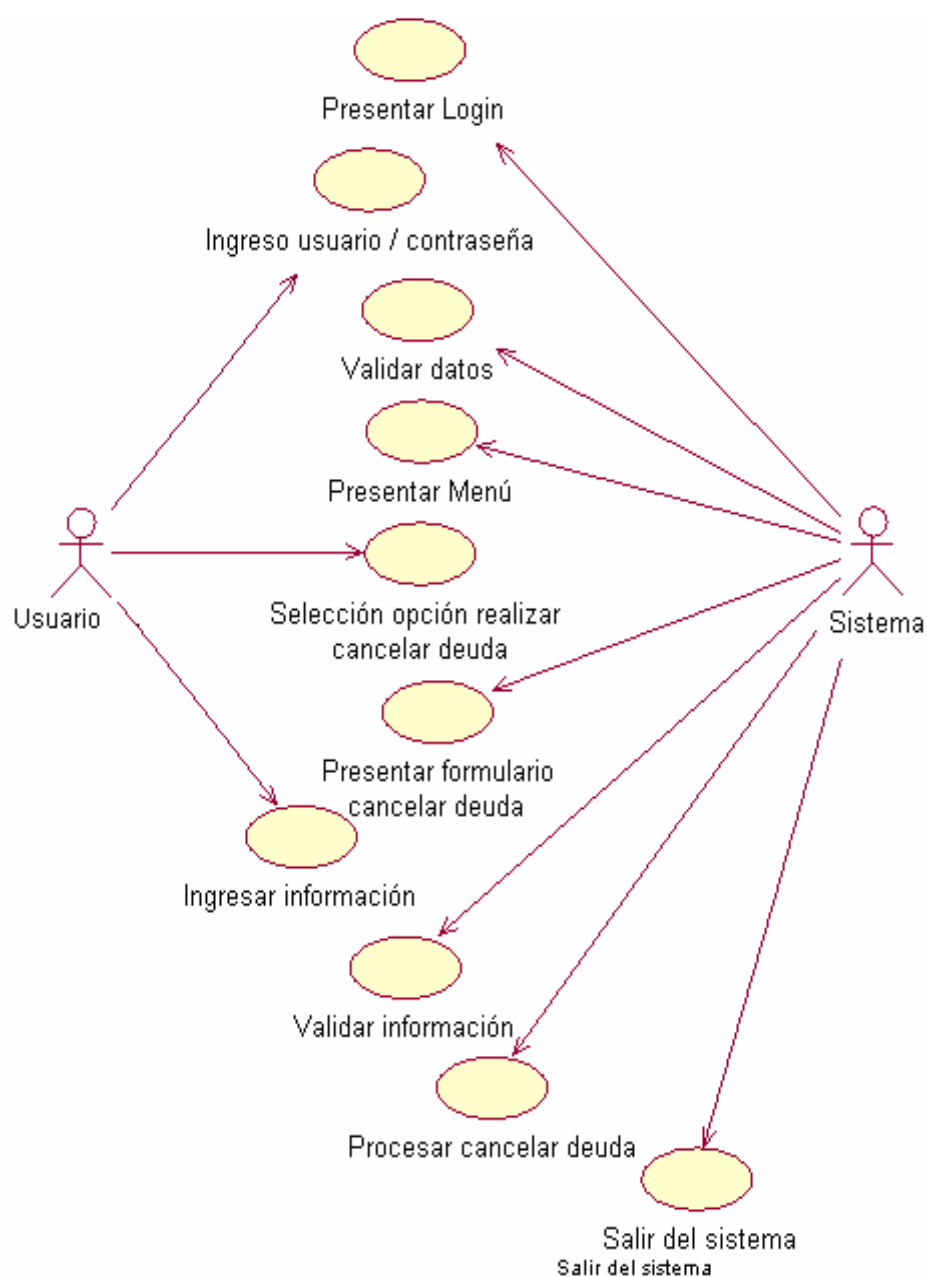 Presentar Login
Ingreso usuario / contraseña
Validar datos
Presentar Menú
Usuario
Selección opción realizar
cancelar deuda
Sistema
Presentar formulario
cancelar deuda
Ingresar información
Validar información
Procesar cancelar deuda
Salir del sistema
Salir del sistema